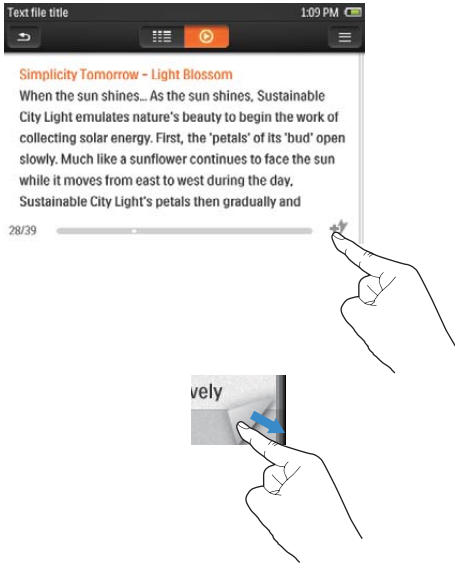 Text file title 1:09 PM
Simplicity Tomorrow - Light Blossom
When the sun shines... As the sun shines, Sustainable
City Light emulates nature's beauty to begin the work of
collecting solar energy. First, the 'petals' of its 'bud' open
slowly. Much like a sunflower continues to face the sun
while it moves from east to west during the day,
Sustainable City Light's petals then gradually and
28/39
vely